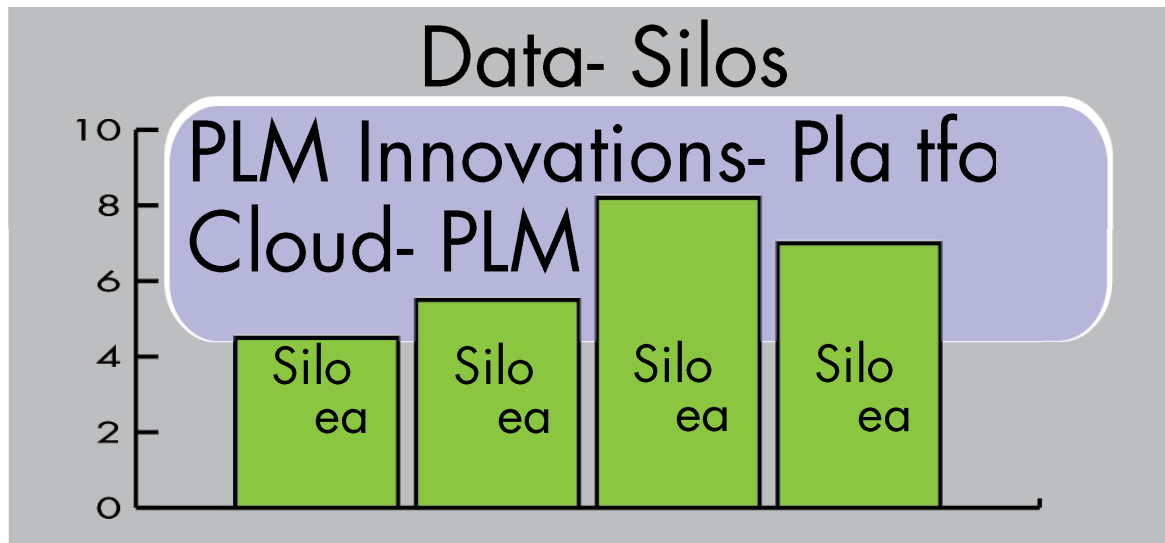 Data- Silos
10
PLM Innovations- Pla tfo
8
Cloud- PLM
6
4
Silo Silo Silo Silo
ea ea ea ea
2
0